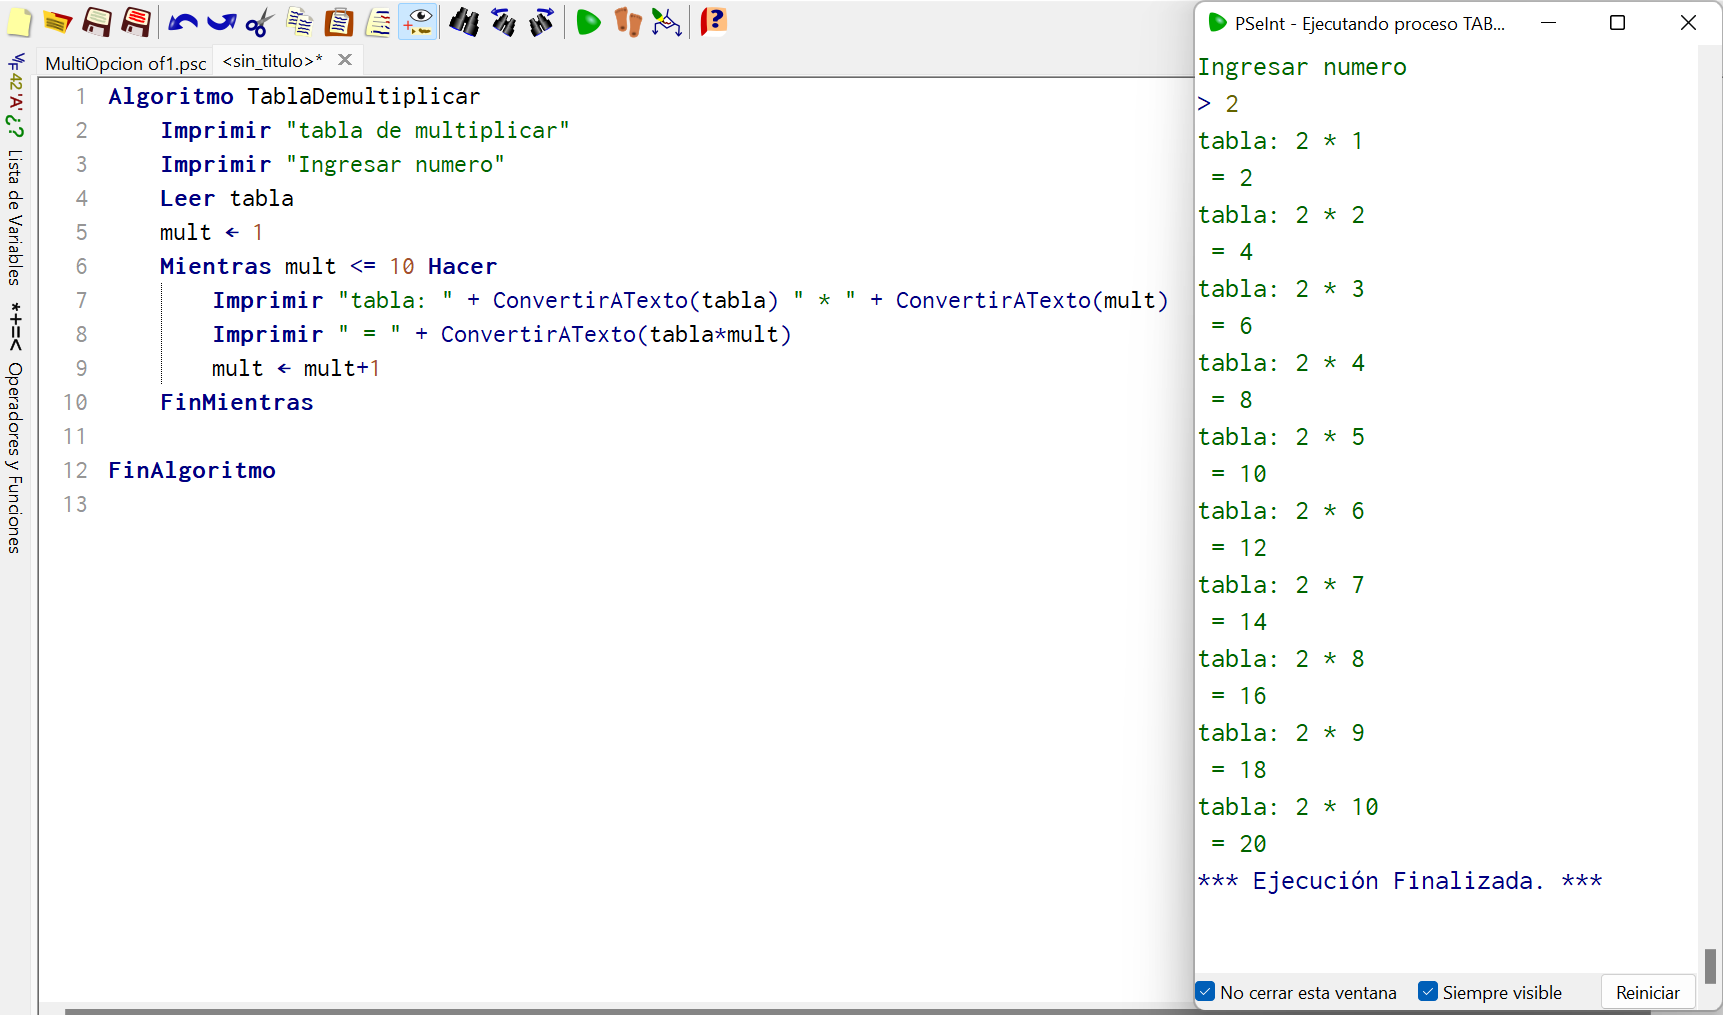 MultiOpcion of1.psc
<sin_titulo>*
Lista de Variables
*+=< Operadores y Funciones
1 Algoritmo TablaDemultiplicar
2 Imprimir "tabla de multiplicar"
3 Imprimir "Ingresar numero"
4 Leer tabla
5 mult ← 1
6 Mientras mult <= 10 Hacer
7 Imprimir "tabla: " + ConvertirATexto(tabla) " * " + ConvertirATexto(mult)
8 Imprimir " = " + ConvertirATexto(tabla*mult)
9 mult ← mult+1
10 FinMientras
11
12 FinAlgoritmo
13
PSeInt - Ejecutando proceso TAB...
Ingresar numero
> 2
tabla: 2 * 1
= 2
tabla: 2 * 2
= 4
tabla: 2 * 3
= 6
tabla: 2 * 4
= 8
tabla: 2 * 5
= 10
tabla: 2 * 6
= 12
tabla: 2 * 7
= 14
tabla: 2 * 8
= 16
tabla: 2 * 9
= 18
tabla: 2 * 10
= 20
*** Ejecución Finalizada. ***
No cerrar esta ventana
Siempre visible
Reiniciar